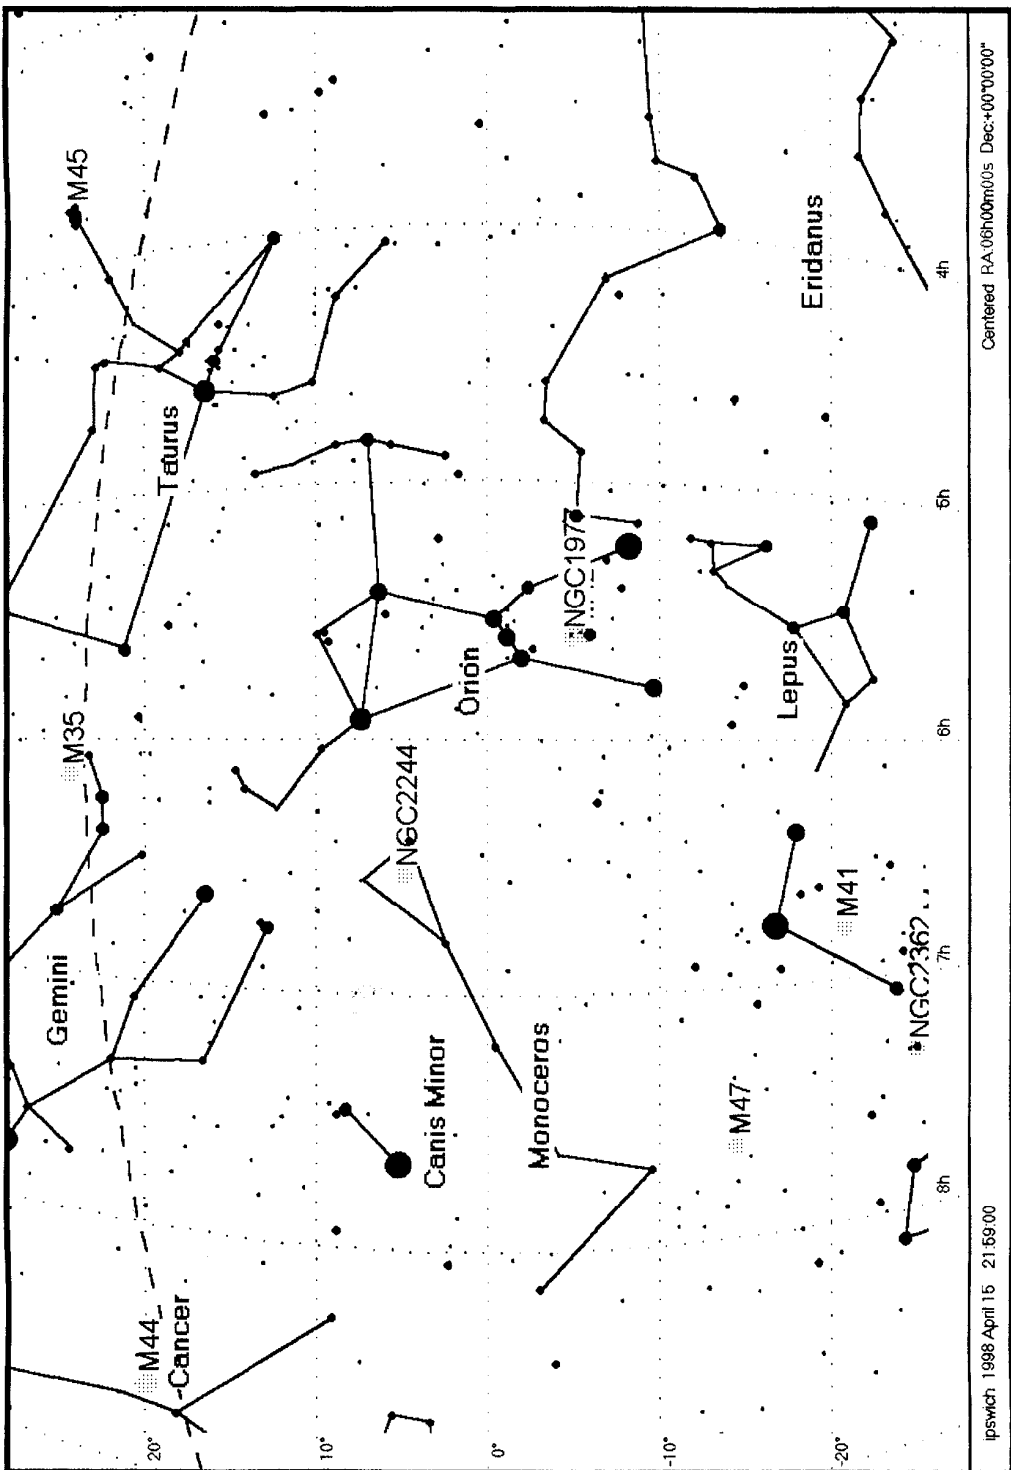 Gemini
M35
M45
M44
20°
Taurus
Cancer
10°
NGC2244
Canis Minor
Orion
0°
Monoceros
NGC1977
-10°
M47
Lepus
Eridanus
-20°
M41
NGC2362
8h 7h 6h 5h 4h
ipswich 1998 April 15 21:59:00 Centered RA:06h00m00s Dec:+00°00'00"